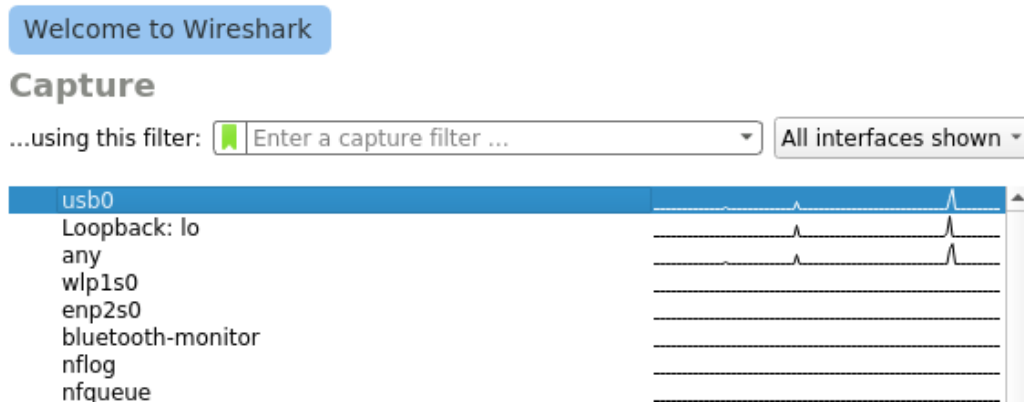 Welcome to Wireshark
Capture
...using this filter: Enter a capture filter ... All interfaces shown
usb0
Loopback: lo
any
wlp1s0
enp2s0
bluetooth-monitor
nflog
nfqueue